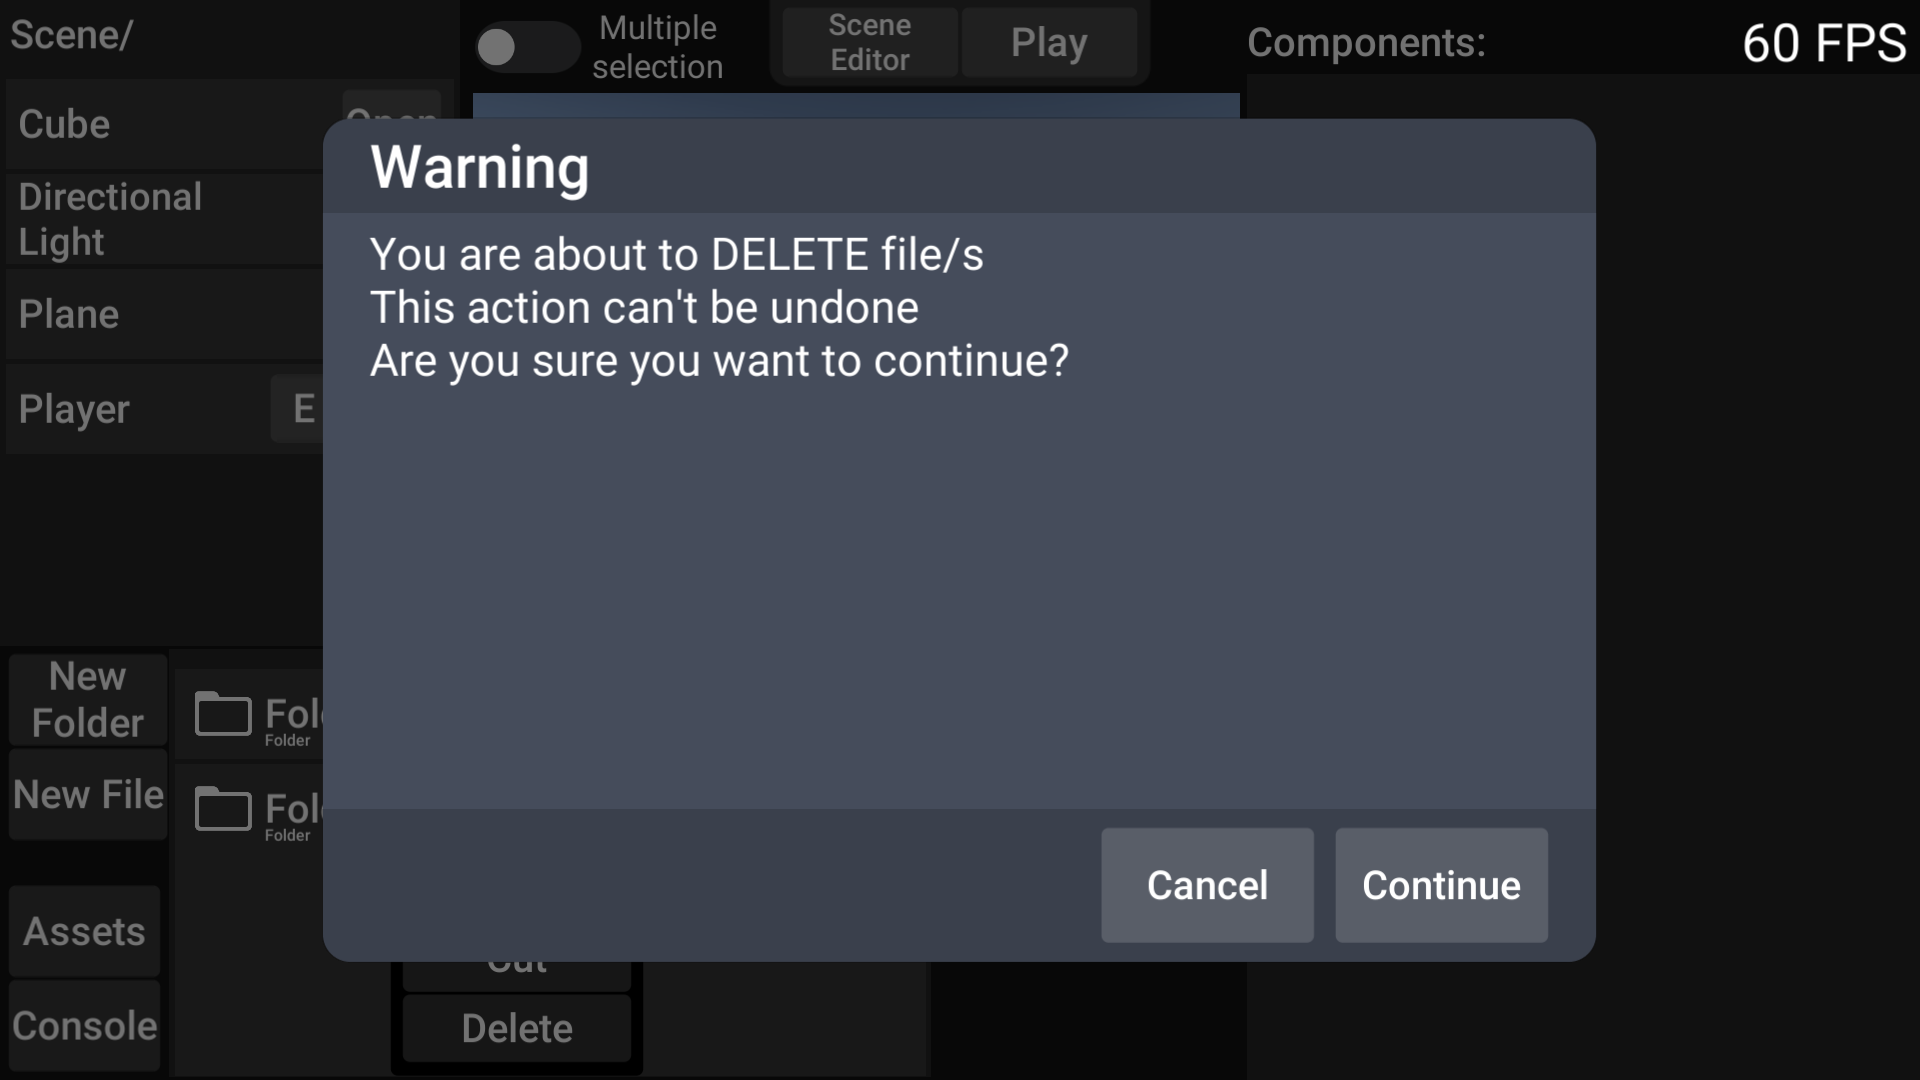 Scene/
Multiple
selection
Scene
Editor
Play
Components:
60 FPS
Cube
Open
Directional
Light
Plane
Player
E
Warning
You are about to DELETE file/s
This action can't be undone
Are you sure you want to continue?
New
Folder
Folder
New File
Folder
Cancel
Continue
Assets
Cut
Console
Delete